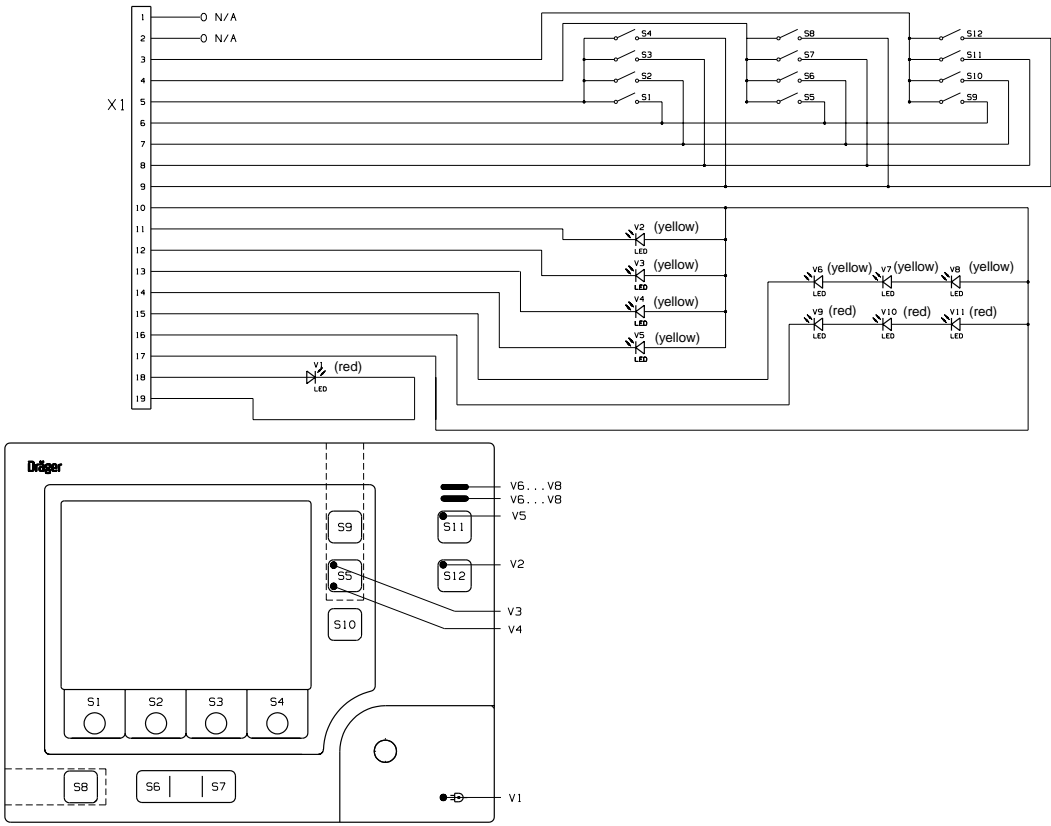 1 O N/A
2 O N/A
3
4
5
6
7
8
9
10
11
12
13
14
15
16
17
18
19
X1
S4 S8 S12
S3 S7 S11
S2 S6 S10
S1 S5 S9
V2 (yellow)
LED
V3 (yellow)
LED
V4 (yellow)
LED
V5 (yellow)
LED
V6 (yellow) V7 (yellow) V8 (yellow)
LED LED LED
V9 (red) V10 (red) V11 (red)
LED LED LED
V1 (red)
LED
Dräger
V6...V8
V6...V8
V5
S9 S11
V2
S5 S12
V3
V4
S10
S1 S2 S3 S4
S8 S6 S7
V1